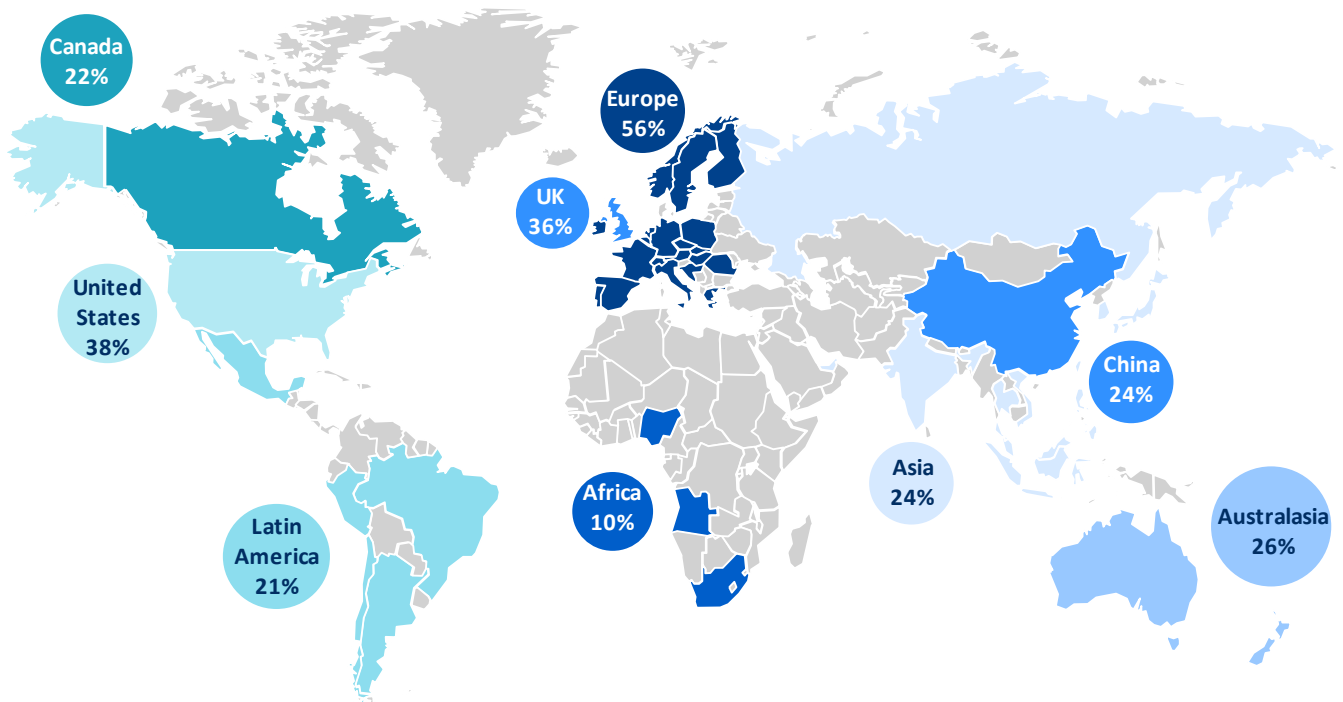 Canada
22%
Europe
56%
UK
36%
United
States
38%
China
24%
Asia
24%
Africa
10%
Australasia
26%
Latin
America
21%